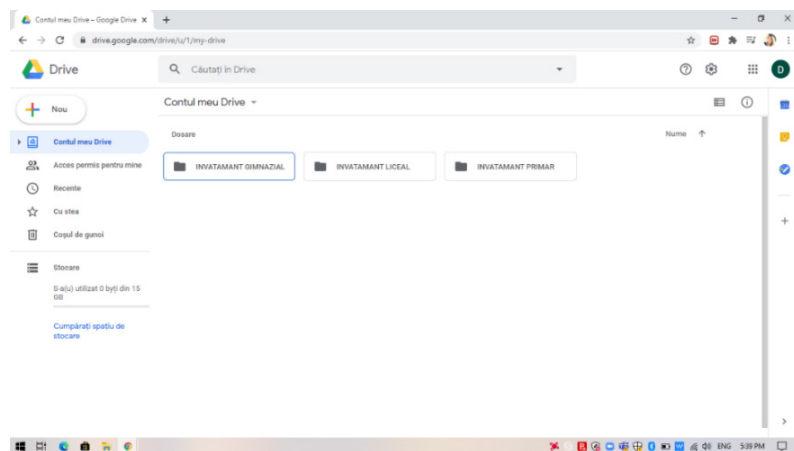 Contul meu Drive – Google Drive
drive.google.com/drive/u/1/my-drive
Drive
Căutați în Drive
D
Nou
Contul meu Drive
Contul meu Drive
Acces permis pentru mine
Recente
Cu stea
Coșul de gunoi
Stocare
S-a(u) utilizat 0 byți din 15
GB
Cumpărați spațiu de
stocare
Dosare
Nume
INVATAMANT GIMNAZIAL
INVATAMANT LICEAL
INVATAMANT PRIMAR
ENG
5:39 PM